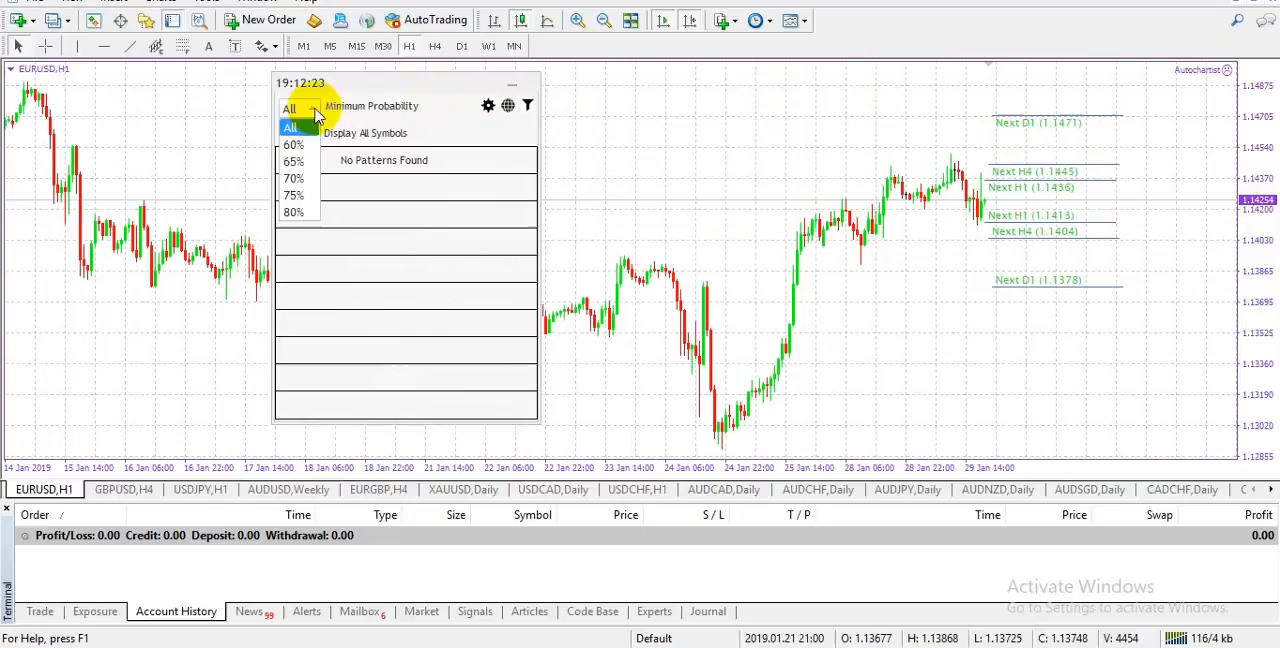 File View Insert Charts Tools Window Help
New Order AutoTrading
A T M1 M5 M15 M30 H1 H4 D1 W1 MN
EURUSD,H1
Autochartist
19:12:23
All Minimum Probability
All Display All Symbols
60%
65%
70%
75%
80%
No Patterns Found
Next D1 (1.1471)
Next H4 (1.1445)
Next H1 (1.1436)
Next H1 (1.1413)
Next H4 (1.1404)
Next D1 (1.1378)
1.14875
1.14705
1.14540
1.14370
1.14254
1.14200
1.14030
1.13865
1.13695
1.13530
1.13360
1.13190
1.13020
1.12855
14 Jan 2019 15 Jan 14:00 16 Jan 06:00 16 Jan 22:00 17 Jan 14:00 18 Jan 06:00 18 Jan 22:00 21 Jan 14:00 22 Jan 06:00 22 Jan 22:00 23 Jan 14:00 24 Jan 06:00 24 Jan 22:00 25 Jan 14:00 28 Jan 06:00 28 Jan 22:00 29 Jan 14:00
EURUSD,H1 GBPUSD,H4 USDJPY,H1 AUDUSD,Weekly EURGBP,H4 XAUUSD,Daily USDCAD,Daily USDCHF,H1 AUDCAD,Daily AUDCHF,Daily AUDJPY,Daily AUDNZD,Daily AUDSGD,Daily CADCHF,Daily C
Order / Time Type Size Symbol Price S / L T / P Time Price Swap Profit
Profit/Loss: 0.00 Credit: 0.00 Deposit: 0.00 Withdrawal: 0.00 0.00
Activate Windows
Go to Settings to activate Windows.
Terminal
Trade Exposure Account History News 99 Alerts Mailbox 6 Market Signals Articles Code Base Experts Journal
For Help, press F1 Default 2019.01.21 21:00 O: 1.13677 H: 1.13868 L: 1.13725 C: 1.13748 V: 4454 116/4 kb